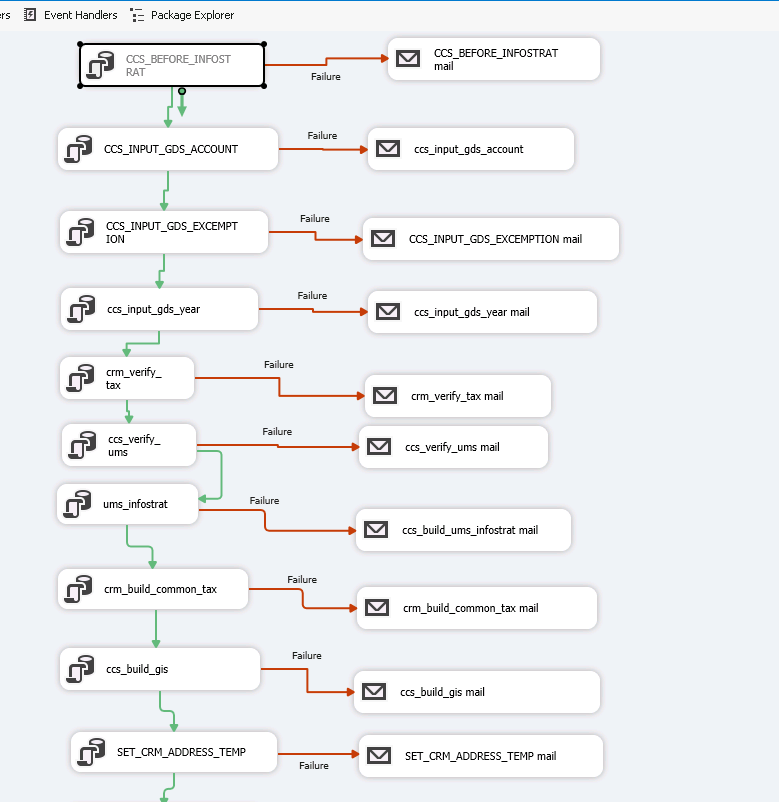 rs Event Handlers Package Explorer
CCS_BEFORE_INFOST
RAT
Failure
CCS_BEFORE_INFOSTRAT
mail
CCS_INPUT_GDS_ACCOUNT
Failure
ccs_input_gds_account
CCS_INPUT_GDS_EXCEMPT
ION
Failure
CCS_INPUT_GDS_EXCEMPTION mail
ccs_input_gds_year
Failure
ccs_input_gds_year mail
crm_verify_
tax
Failure
crm_verify_tax mail
ccs_verify_
ums
Failure
ccs_verify_ums mail
ums_infostrat
Failure
ccs_build_ums_infostrat mail
crm_build_common_tax
Failure
crm_build_common_tax mail
ccs_build_gis
Failure
ccs_build_gis mail
SET_CRM_ADDRESS_TEMP
Failure
SET_CRM_ADDRESS_TEMP mail